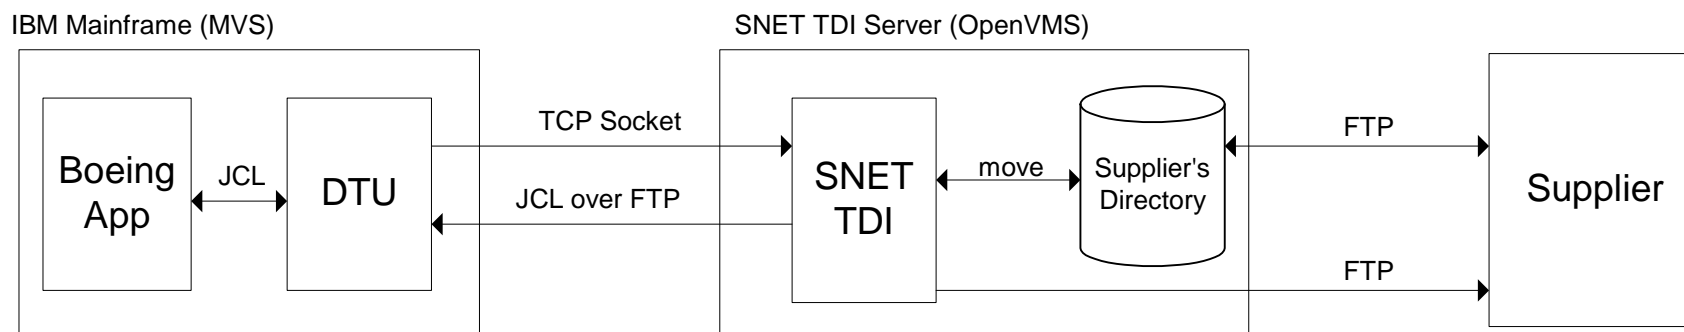 IBM Mainframe (MVS)
SNET TDI Server (OpenVMS)
Boeing
App
JCL
DTU
TCP Socket
JCL over FTP
SNET
TDI
move
Supplier's
Directory
FTP
FTP
Supplier